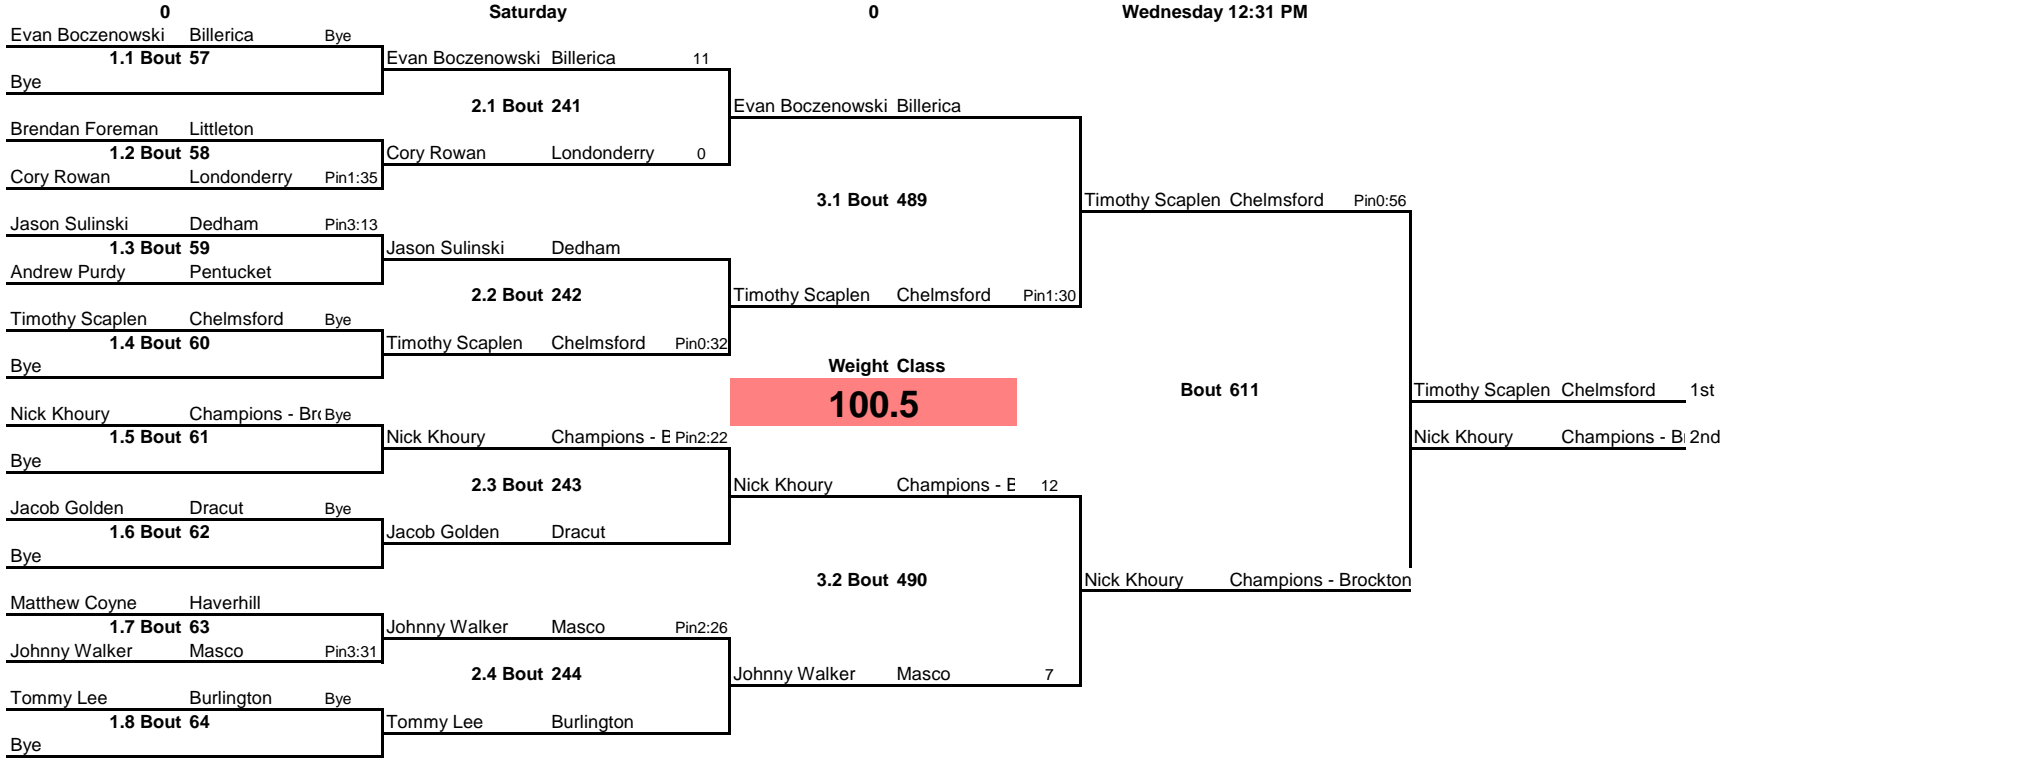 0 Saturday 0 Wednesday 12:31 PM
Evan Boczenowski Billerica Bye
1.1 Bout 57 Evan Boczenowski Billerica 11
Bye
2.1 Bout 241 Evan Boczenowski Billerica
Brendan Foreman Littleton
1.2 Bout 58 Cory Rowan Londonderry 0
Cory Rowan Londonderry Pin1:35
3.1 Bout 489 Timothy Scaplen Chelmsford Pin0:56
Jason Sulinski Dedham Pin3:13
1.3 Bout 59 Jason Sulinski Dedham
Andrew Purdy Pentucket
2.2 Bout 242 Timothy Scaplen Chelmsford Pin1:30
Timothy Scaplen Chelmsford Bye
1.4 Bout 60 Timothy Scaplen Chelmsford Pin0:32
Bye Weight Class
100.5 Bout 611 Timothy Scaplen Chelmsford 1st
Nick Khoury Champions - Bro Bye
1.5 Bout 61 Nick Khoury Champions - B Pin2:22 Nick Khoury Champions - B 2nd
Bye
2.3 Bout 243 Nick Khoury Champions - B 12
Jacob Golden Dracut Bye
1.6 Bout 62 Jacob Golden Dracut
Bye
3.2 Bout 490 Nick Khoury Champions - Brockton
Matthew Coyne Haverhill
1.7 Bout 63 Johnny Walker Masco Pin2:26
Johnny Walker Masco Pin3:31
2.4 Bout 244 Johnny Walker Masco 7
Tommy Lee Burlington Bye
1.8 Bout 64 Tommy Lee Burlington
Bye